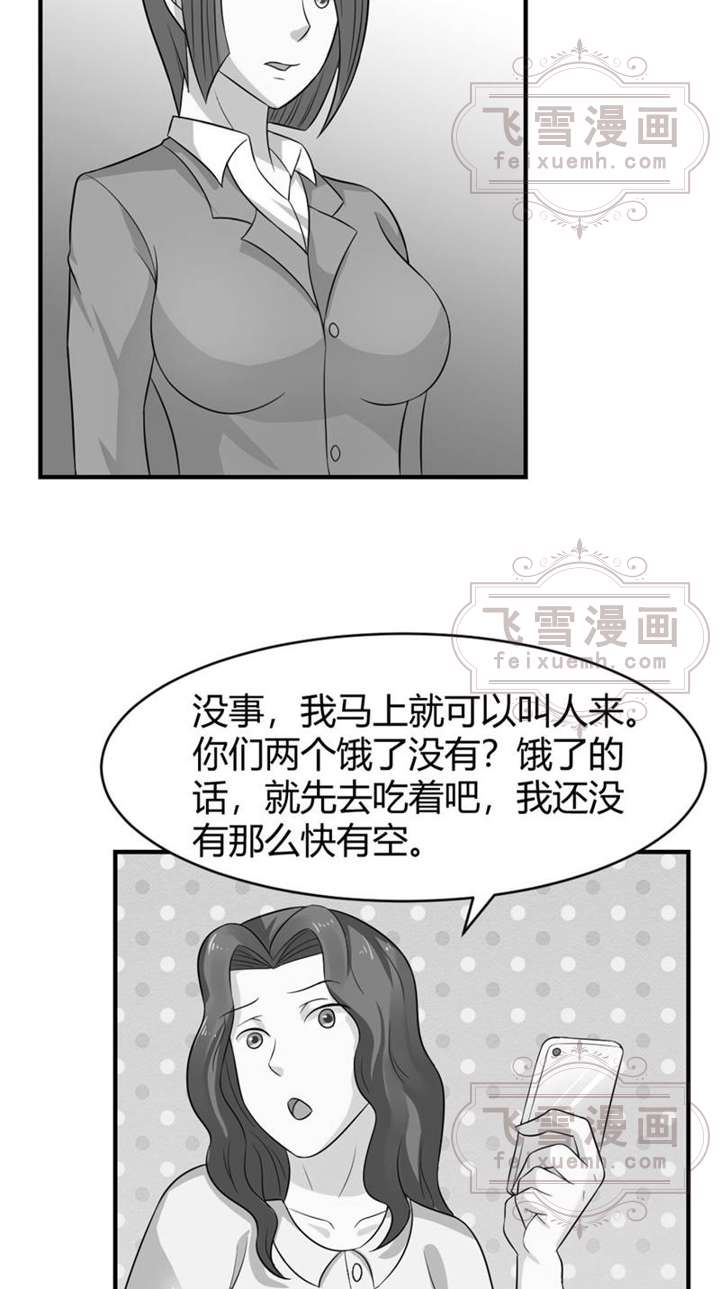 飞雪漫画
feixuemh.com
飞雪漫画
feixuemh.com
没事，我马上就可以叫人来。
你们两个饿了没有？饿了的
话，就先去吃着吧，我还没
有那么快有空。
飞雪漫画
feixuemh.com